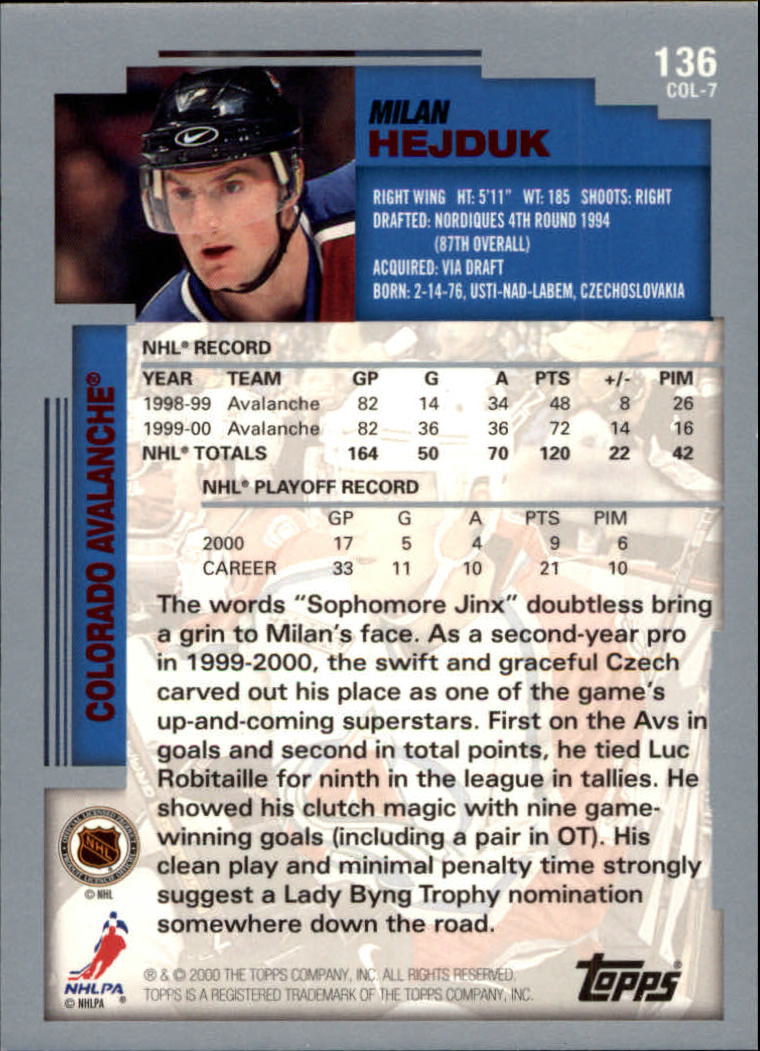 136
COL-7
MILAN
HEJDUK
RIGHT WING HT: 5'11" WT: 185 SHOOTS: RIGHT
DRAFTED: NORDIQUES 4TH ROUND 1994
(87TH OVERALL)
ACQUIRED: VIA DRAFT
BORN: 2-14-76, USTI-NAD-LABEM, CZECHOSLOVAKIA
COLORADO AVALANCHE®
NHL® RECORD
YEAR TEAM GP G A PTS +/- PIM
1998-99 Avalanche 82 14 34 48 8 26
1999-00 Avalanche 82 36 36 72 14 16
NHL® TOTALS 164 50 70 120 22 42
NHL® PLAYOFF RECORD
GP G A PTS PIM
2000 17 5 4 9 6
CAREER 33 11 10 21 10
The words "Sophomore Jinx" doubtless bring
a grin to Milan's face. As a second-year pro
in 1999-2000, the swift and graceful Czech
carved out his place as one of the game's
up-and-coming superstars. First on the Avs in
goals and second in total points, he tied Luc
Robitaille for ninth in the league in tallies. He
showed his clutch magic with nine game-
winning goals (including a pair in OT). His
clean play and minimal penalty time strongly
suggest a Lady Byng Trophy nomination
somewhere down the road.
NHL
© NHL
NHLPA
© NHLPA ®
® & © 2000 THE TOPPS COMPANY, INC. ALL RIGHTS RESERVED.
TOPPS IS A REGISTERED TRADEMARK OF THE TOPPS COMPANY, INC.
Topps®